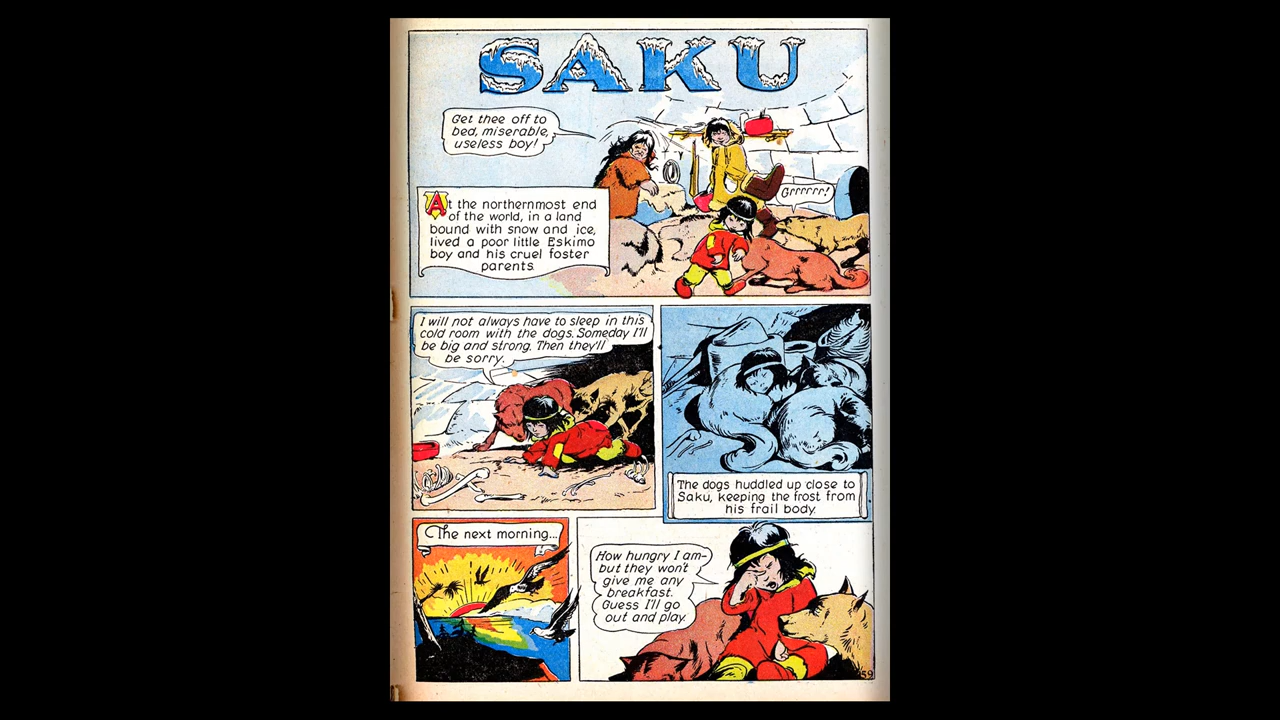 SAKU
Get thee off to
bed, miserable,
useless boy!
Grrrrrr!
At the northernmost end
of the world, in a land
bound with snow and ice,
lived a poor little Eskimo
boy and his cruel foster
parents.
I will not always have to sleep in this
cold room with the dogs. Someday I'll
be big and strong. Then they'll
be sorry.
The dogs huddled up close to
Saku, keeping the frost from
his frail body.
The next morning...
How hungry I am-
but they won't
give me any
breakfast.
Guess I'll go
out and play.
59